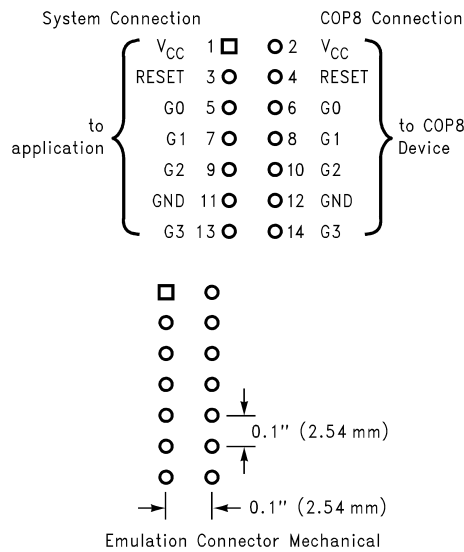 System Connection COP8 Connection
VCC 1 2 VCC
RESET 3 4 RESET
G0 5 6 G0
to application
G1 7 8 G1
to COP8 Device
G2 9 10 G2
GND 11 12 GND
G3 13 14 G3
0.1" (2.54 mm)
0.1" (2.54 mm)
Emulation Connector Mechanical